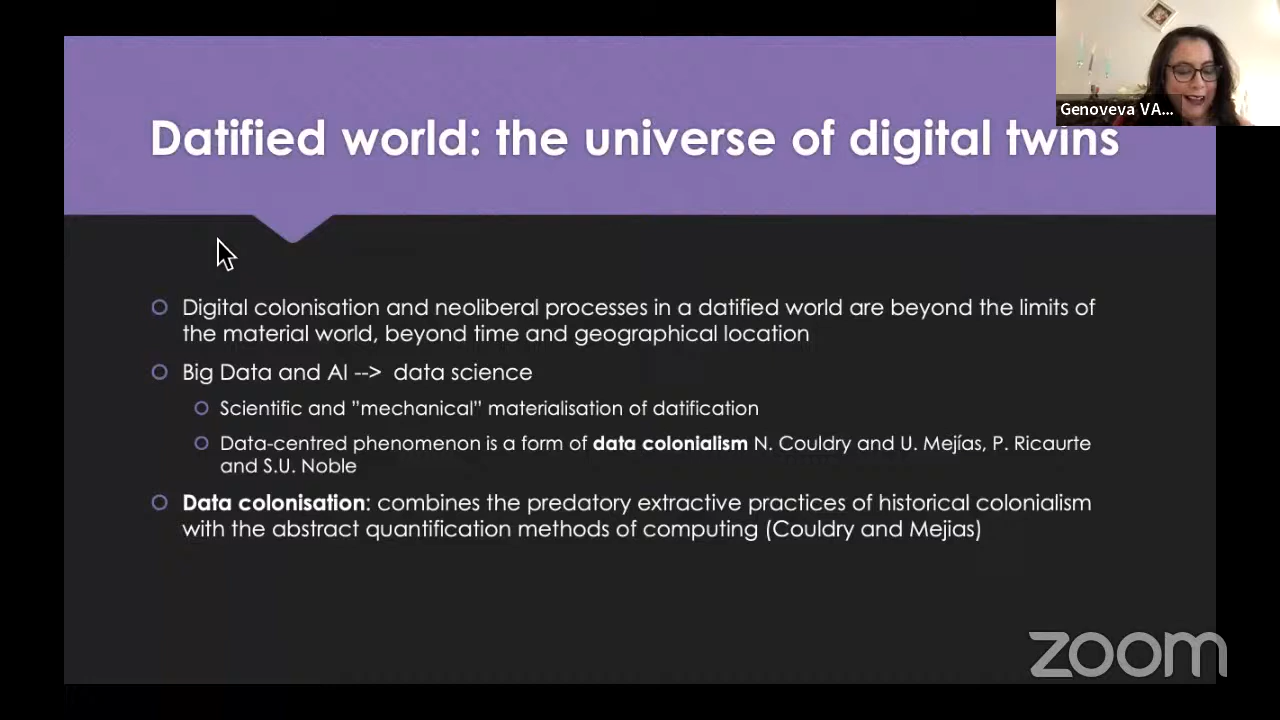 Genoveva VA...
Datified world: the universe of digital twins
Digital colonisation and neoliberal processes in a datified world are beyond the limits of
the material world, beyond time and geographical location
Big Data and AI --> data science
Scientific and ”mechanical” materialisation of datification
Data-centred phenomenon is a form of data colonialism N. Couldry and U. Mejías, P. Ricaurte
and S.U. Noble
Data colonisation: combines the predatory extractive practices of historical colonialism
with the abstract quantification methods of computing (Couldry and Mejias)
zoom